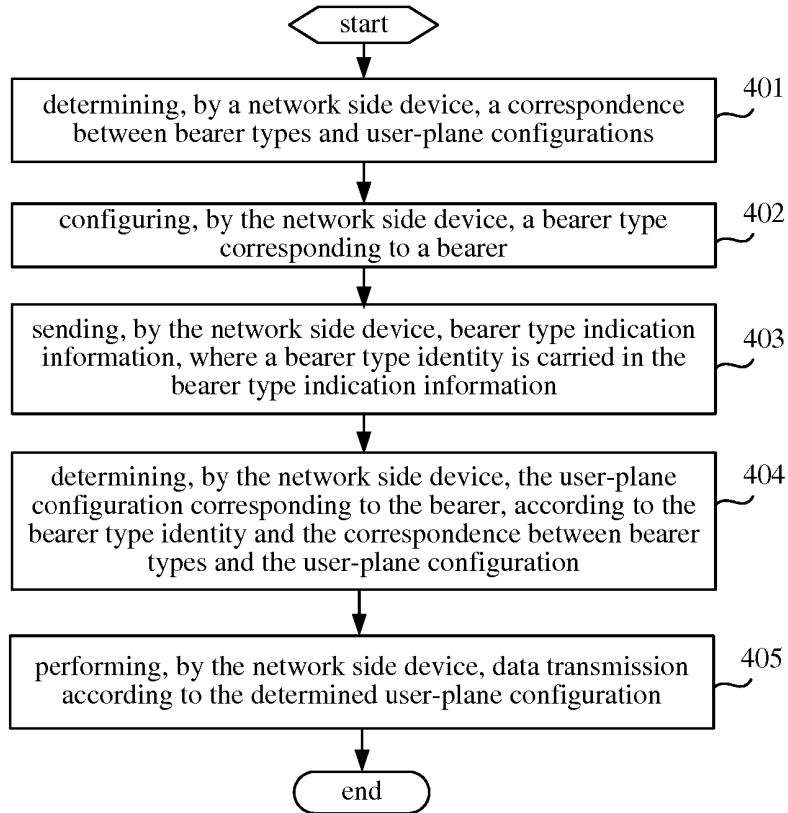 start
determining, by a network side device, a correspondence
between bearer types and user-plane configurations
401
configuring, by the network side device, a bearer type
corresponding to a bearer
402
sending, by the network side device, bearer type indication
information, where a bearer type identity is carried in the
bearer type indication information
403
determining, by the network side device, the user-plane
configuration corresponding to the bearer, according to the
bearer type identity and the correspondence between bearer
types and the user-plane configuration
404
performing, by the network side device, data transmission
according to the determined user-plane configuration
405
end